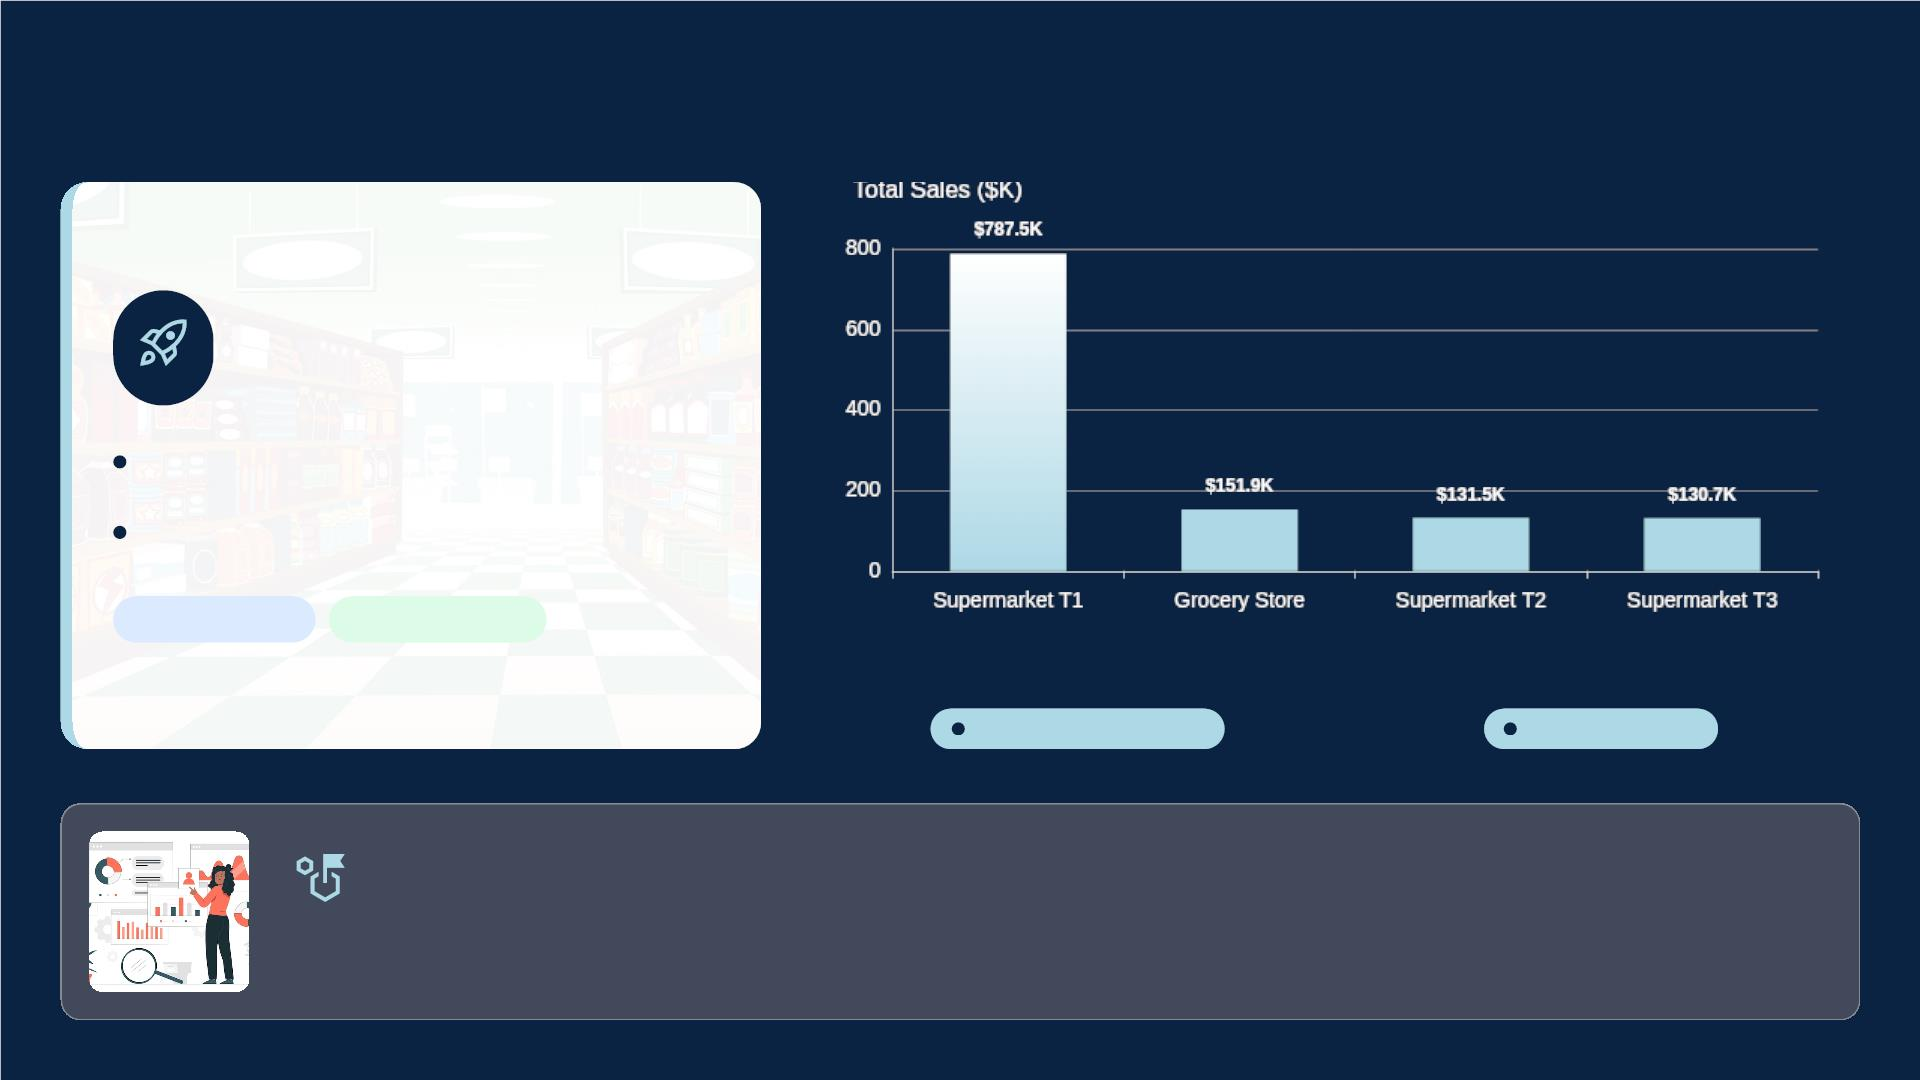 Total Sales ($K)
$787.5K
800
600
400
$151.9K
$131.5K
$130.7K
200
0
Supermarket T1
Grocery Store
Supermarket T2
Supermarket T3